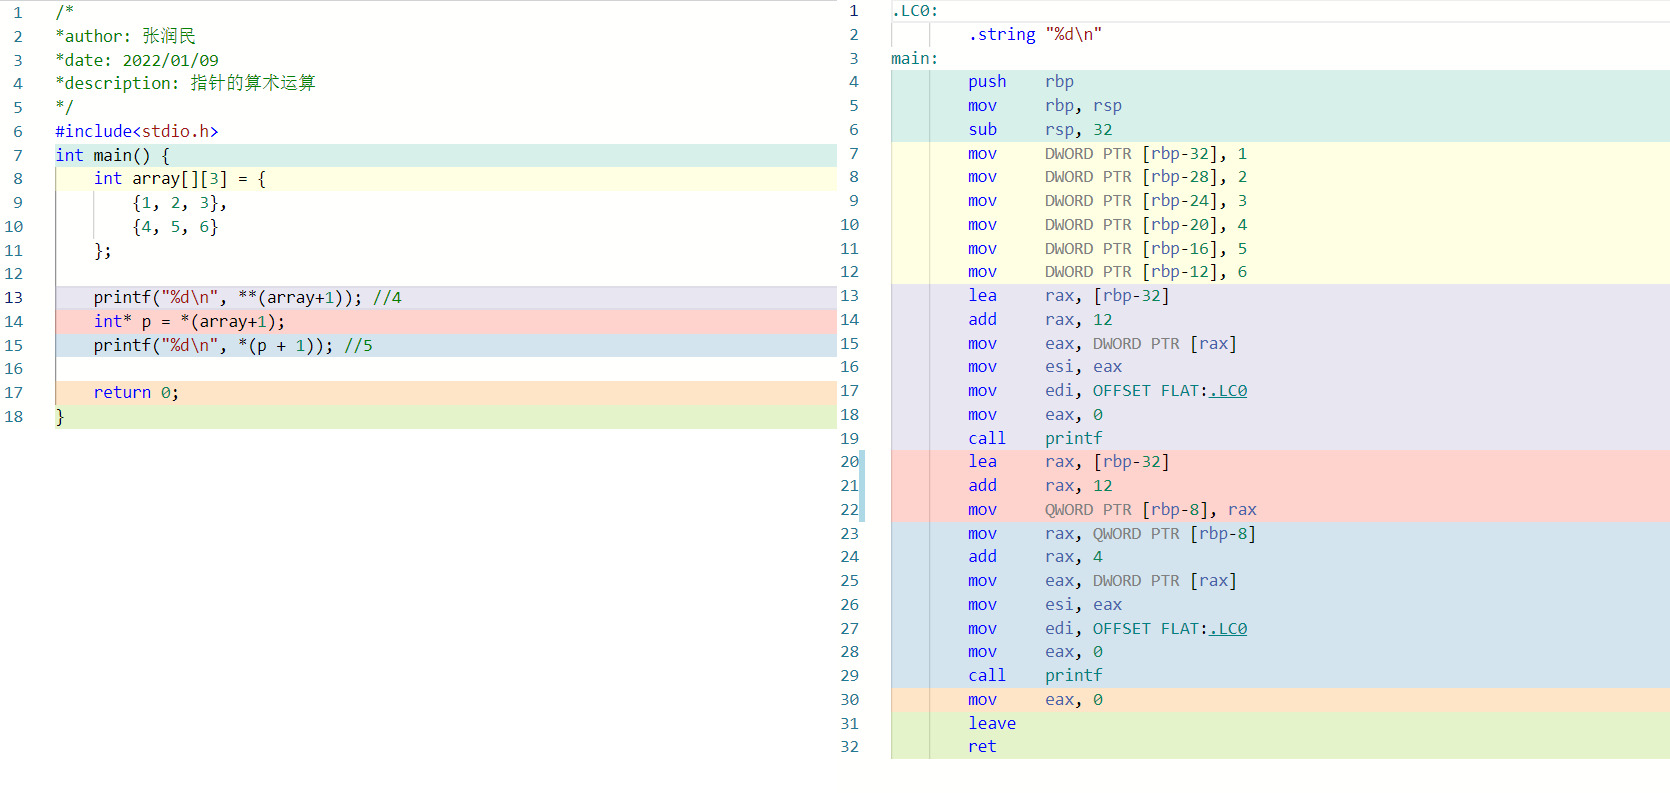 1 /*
2 *author: 张润民
3 *date: 2022/01/09
4 *description: 指针的算术运算
5 */
6 #include<stdio.h>
7 int main() {
8     int array[][3] = {
9         {1, 2, 3},
10         {4, 5, 6}
11     };
12
13     printf("%d\n", **(array+1)); //4
14     int* p = *(array+1);
15     printf("%d\n", *(p + 1)); //5
16
17     return 0;
18 }
1 .LC0:
2         .string "%d\n"
3 main:
4         push    rbp
5         mov     rbp, rsp
6         sub     rsp, 32
7         mov     DWORD PTR [rbp-32], 1
8         mov     DWORD PTR [rbp-28], 2
9         mov     DWORD PTR [rbp-24], 3
10         mov     DWORD PTR [rbp-20], 4
11         mov     DWORD PTR [rbp-16], 5
12         mov     DWORD PTR [rbp-12], 6
13         lea     rax, [rbp-32]
14         add     rax, 12
15         mov     eax, DWORD PTR [rax]
16         mov     esi, eax
17         mov     edi, OFFSET FLAT:.LC0
18         mov     eax, 0
19         call    printf
20         lea     rax, [rbp-32]
21         add     rax, 12
22         mov     QWORD PTR [rbp-8], rax
23         mov     rax, QWORD PTR [rbp-8]
24         add     rax, 4
25         mov     eax, DWORD PTR [rax]
26         mov     esi, eax
27         mov     edi, OFFSET FLAT:.LC0
28         mov     eax, 0
29         call    printf
30         mov     eax, 0
31         leave
32         ret